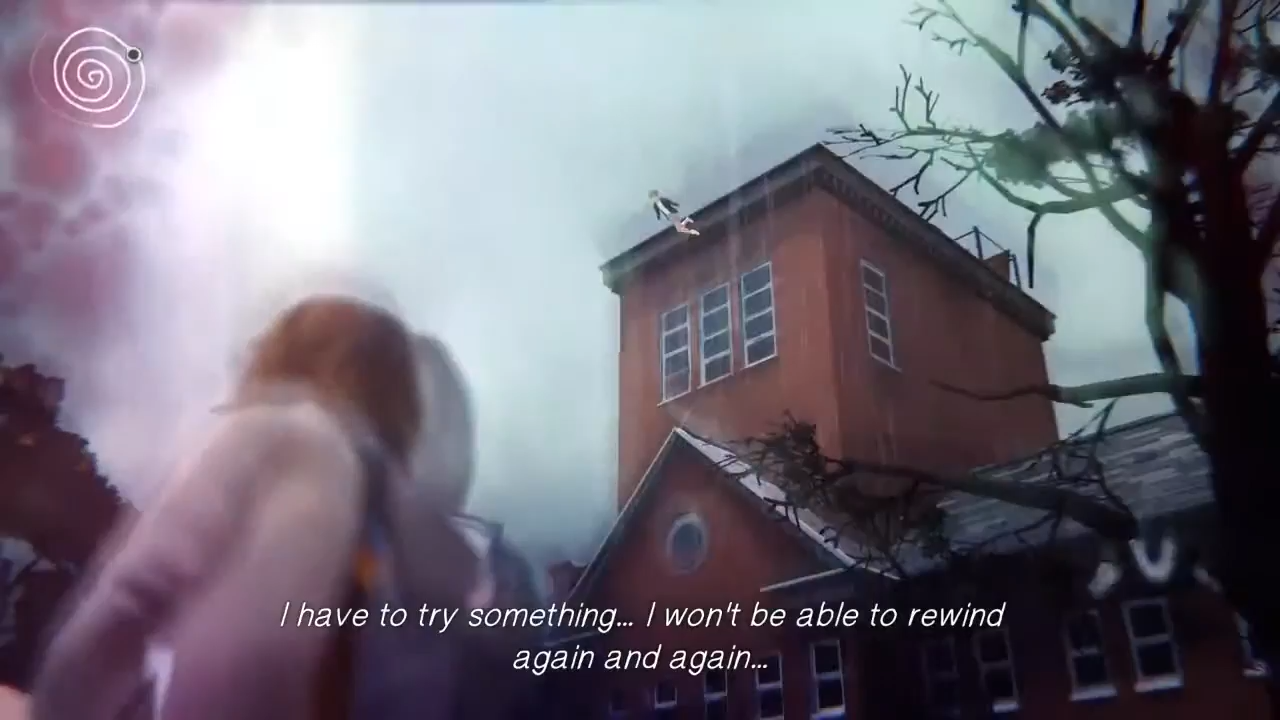 I have to try something... I won't be able to rewind
again and again...